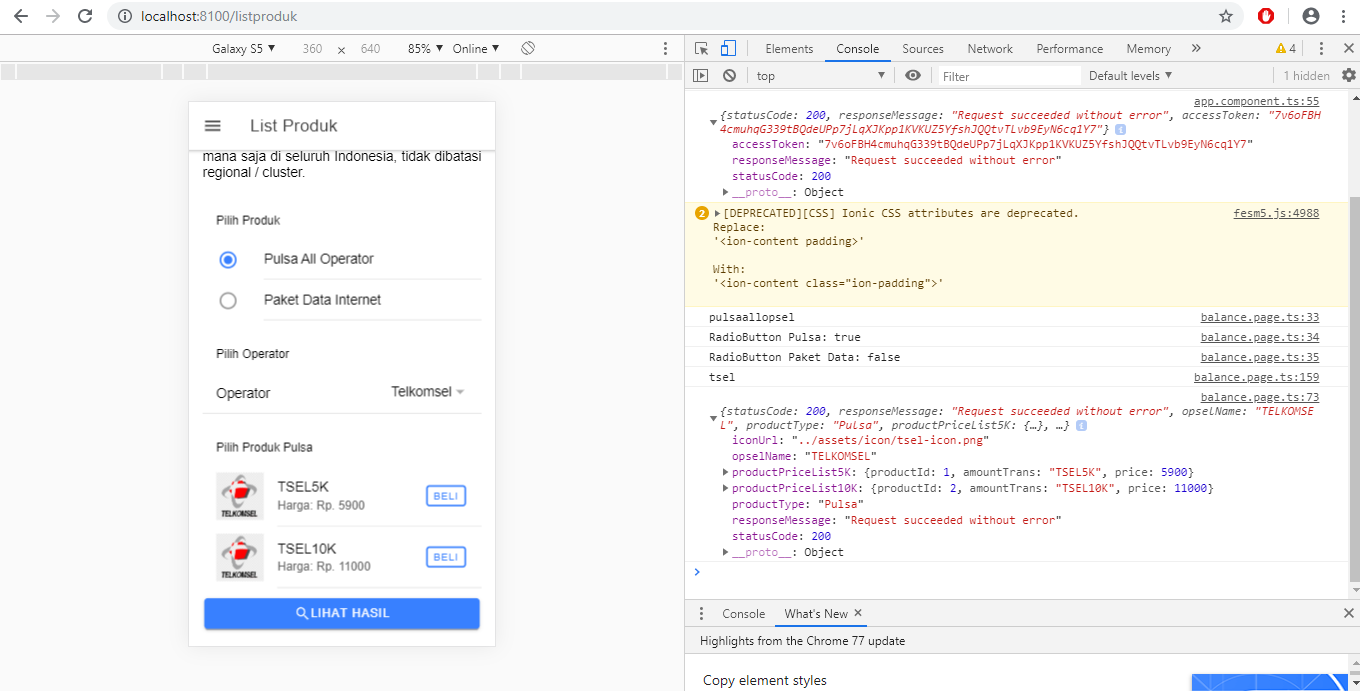 localhost:8100/listproduk
Galaxy S5 ▼ 360 × 640 85% ▼ Online ▼
List Produk
mana saja di seluruh Indonesia, tidak dibatasi
regional / cluster.
Pilih Produk
Pulsa All Operator
Paket Data Internet
Pilih Operator
Operator Telkomsel
Pilih Produk Pulsa
TELKOMSEL
TSEL5K
Harga: Rp. 5900
BELI
TELKOMSEL
TSEL10K
Harga: Rp. 11000
BELI
LIHAT HASIL
Elements Console Sources Network Performance Memory » 4
top ▼ Filter Default levels ▼ 1 hidden
app.component.ts:55
{statusCode: 200, responseMessage: "Request succeeded without error", accessToken: "7v6oFBH
4cmuhqG339tBQdeUPp7jLqXJKpp1KVKUZ5YfshJQQtvTLvb9EyN6cq1Y7"} i
accessToken: "7v6oFBH4cmuhqG339tBQdeUPp7jLqXJKpp1KVKUZ5YfshJQQtvTLvb9EyN6cq1Y7"
responseMessage: "Request succeeded without error"
statusCode: 200
__proto__: Object
2 [DEPRECATED][CSS] Ionic CSS attributes are deprecated. fesm5.js:4988
Replace:
'<ion-content padding>'
With:
'<ion-content class="ion-padding">'
pulsaallopsel balance.page.ts:33
RadioButton Pulsa: true balance.page.ts:34
RadioButton Paket Data: false balance.page.ts:35
tsel balance.page.ts:159
balance.page.ts:73
{statusCode: 200, responseMessage: "Request succeeded without error", opselName: "TELKOMSE
L", productType: "Pulsa", productPriceList5K: {…}, …} i
iconUrl: "../assets/icon/tsel-icon.png"
opselName: "TELKOMSEL"
productPriceList5K: {productId: 1, amountTrans: "TSEL5K", price: 5900}
productPriceList10K: {productId: 2, amountTrans: "TSEL10K", price: 11000}
productType: "Pulsa"
responseMessage: "Request succeeded without error"
statusCode: 200
__proto__: Object
Console What's New ×
Highlights from the Chrome 77 update
Copy element styles